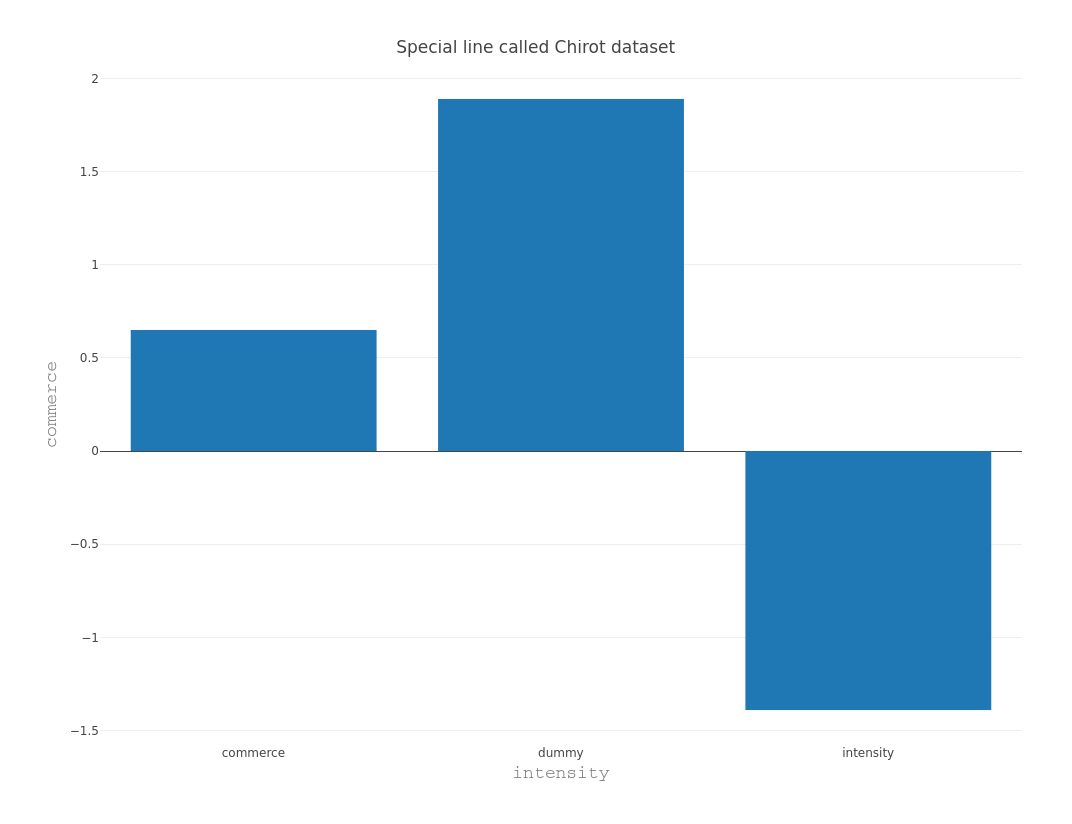 Special line called Chirot dataset
2
1.5
1
0.5
0
−0.5
−1
−1.5
commerce
commerce
dummy
intensity
intensity